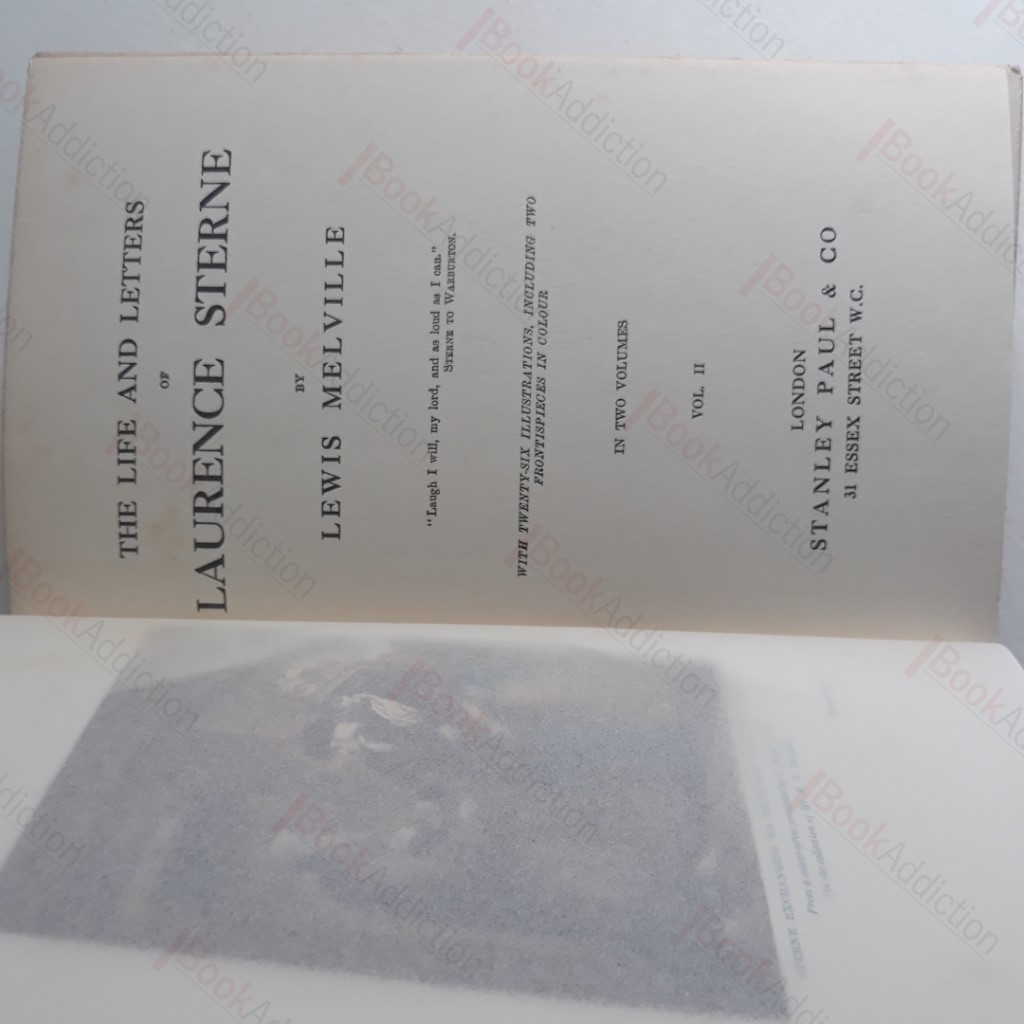 THE LIFE AND LETTERS
OF
LAURENCE STERNE
BY
LEWIS MELVILLE
"Laugh I will, my lord, and as loud as I can."
STERNE TO WARBURTON.
WITH TWENTY-SIX ILLUSTRATIONS, INCLUDING TWO
FRONTISPIECES IN COLOUR
IN TWO VOLUMES
VOL. II
LONDON
STANLEY PAUL & CO
31 ESSEX STREET W.C.
BookAddiction